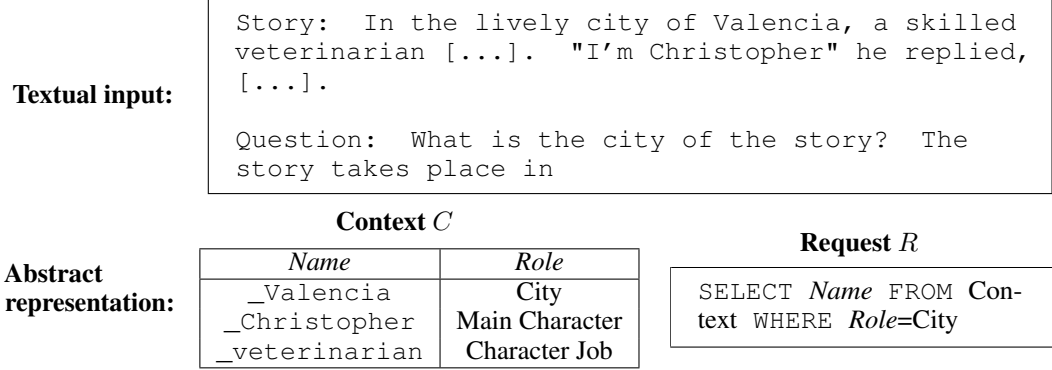 Textual input:
Story: In the lively city of Valencia, a skilled
veterinarian [...]. "I'm Christopher" he replied,
[...].
Question: What is the city of the story? The
story takes place in
Context C
Request R
Abstract
representation:
Name Role
_Valencia City
_Christopher Main Character
_veterinarian Character Job
SELECT Name FROM Con-
text WHERE Role=City